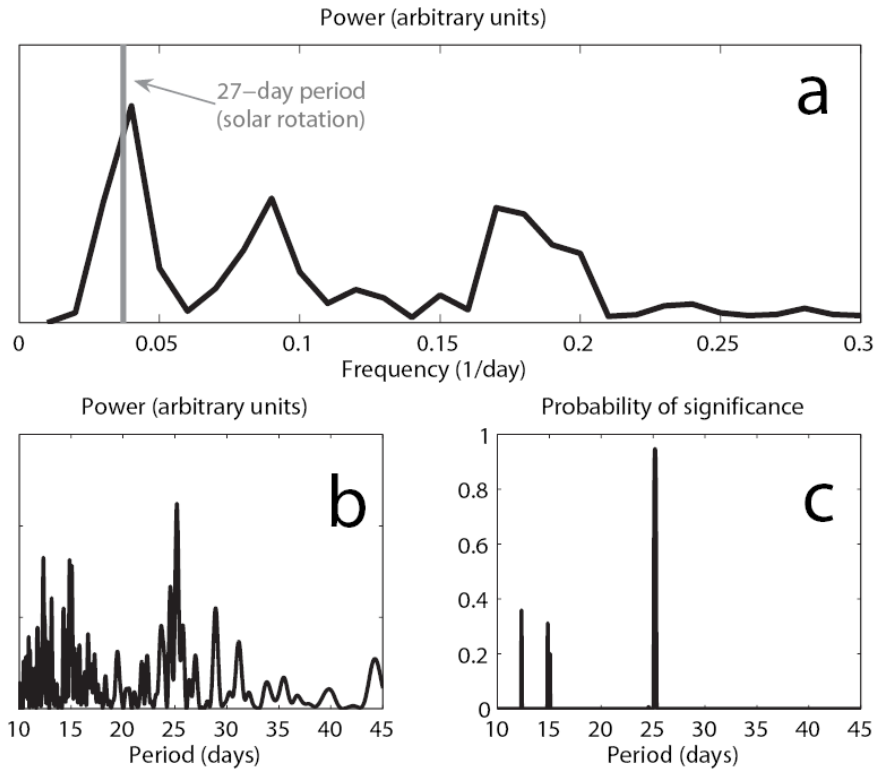 Power (arbitrary units)
27–day period
(solar rotation)
a
0 0.05 0.1 0.15 0.2 0.25 0.3
Frequency (1/day)
Power (arbitrary units)
b
10 15 20 25 30 35 40 45
Period (days)
Probability of significance
1
0.8
0.6
0.4
0.2
0
c
10 15 20 25 30 35 40 45
Period (days)